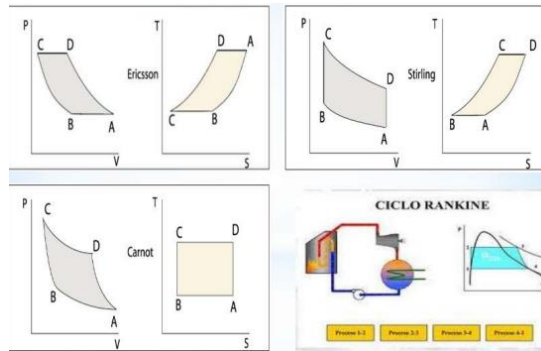 P
C D
B A
V
T
D A
Ericsson
C B
S
P
C
D
B
A
V
T
C D
Stirling
B A
S
P
C
D
B
A
V
T
C D
Carnot
B A
S
CICLO RANKINE
P
Proceso 1-2 Proceso 2-3 Proceso 3-4 Proceso 4-1